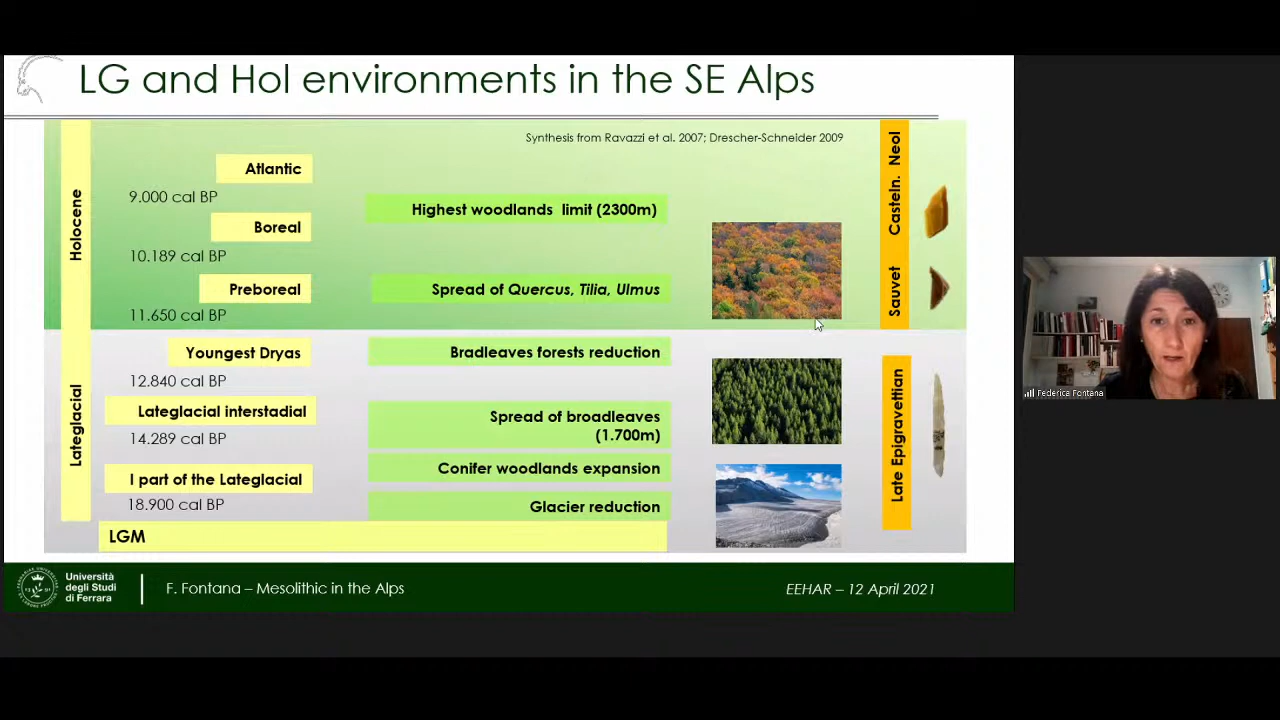 LG and Hol environments in the SE Alps
Synthesis from Ravazzi et al. 2007; Drescher-Schneider 2009
Holocene
Atlantic
9.000 cal BP
Highest woodlands limit (2300m)
Boreal
10.189 cal BP
Preboreal
Spread of Quercus, Tilia, Ulmus
11.650 cal BP
Neol
Casteln.
Sauvet
Lateglacial
Youngest Dryas
Bradleaves forests reduction
12.840 cal BP
Lateglacial interstadial
Spread of broadleaves
(1.700m)
14.289 cal BP
Conifer woodlands expansion
I part of the Lateglacial
18.900 cal BP
Glacier reduction
LGM
Late Epigravettian
Università
degli Studi
di Ferrara
F. Fontana – Mesolithic in the Alps
EEHAR – 12 April 2021
Federica Fontana